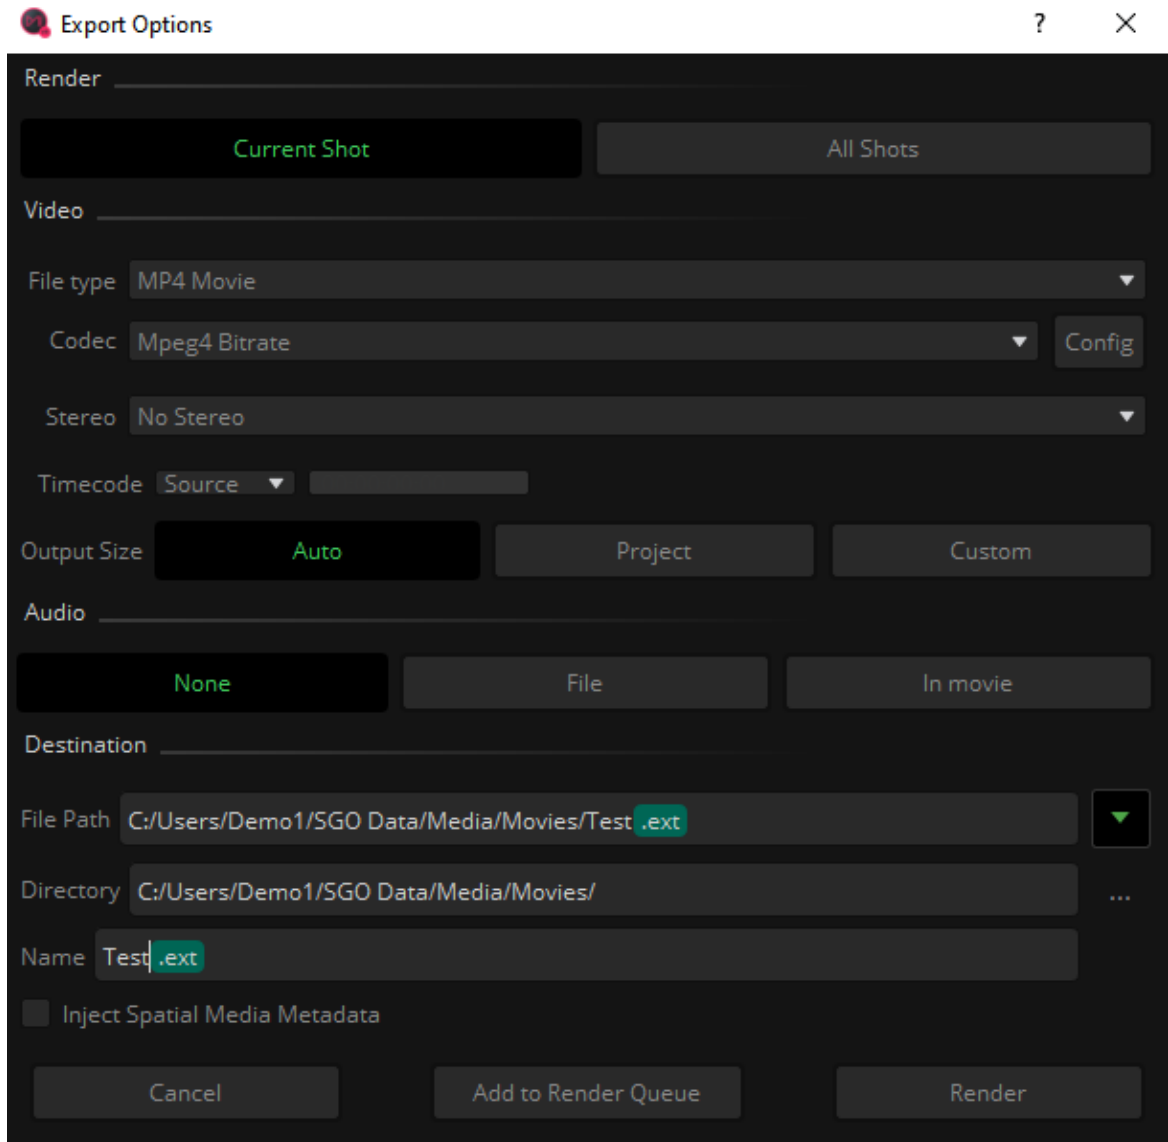 Export Options ?
Render
Current Shot All Shots
Video
File type MP4 Movie
Codec Mpeg4 Bitrate Config
Stereo No Stereo
Timecode Source
Output Size Auto Project Custom
Audio
None File In movie
Destination
File Path C:/Users/Demo1/SGO Data/Media/Movies/Test .ext
Directory C:/Users/Demo1/SGO Data/Media/Movies/ ...
Name Test .ext
Inject Spatial Media Metadata
Cancel Add to Render Queue Render